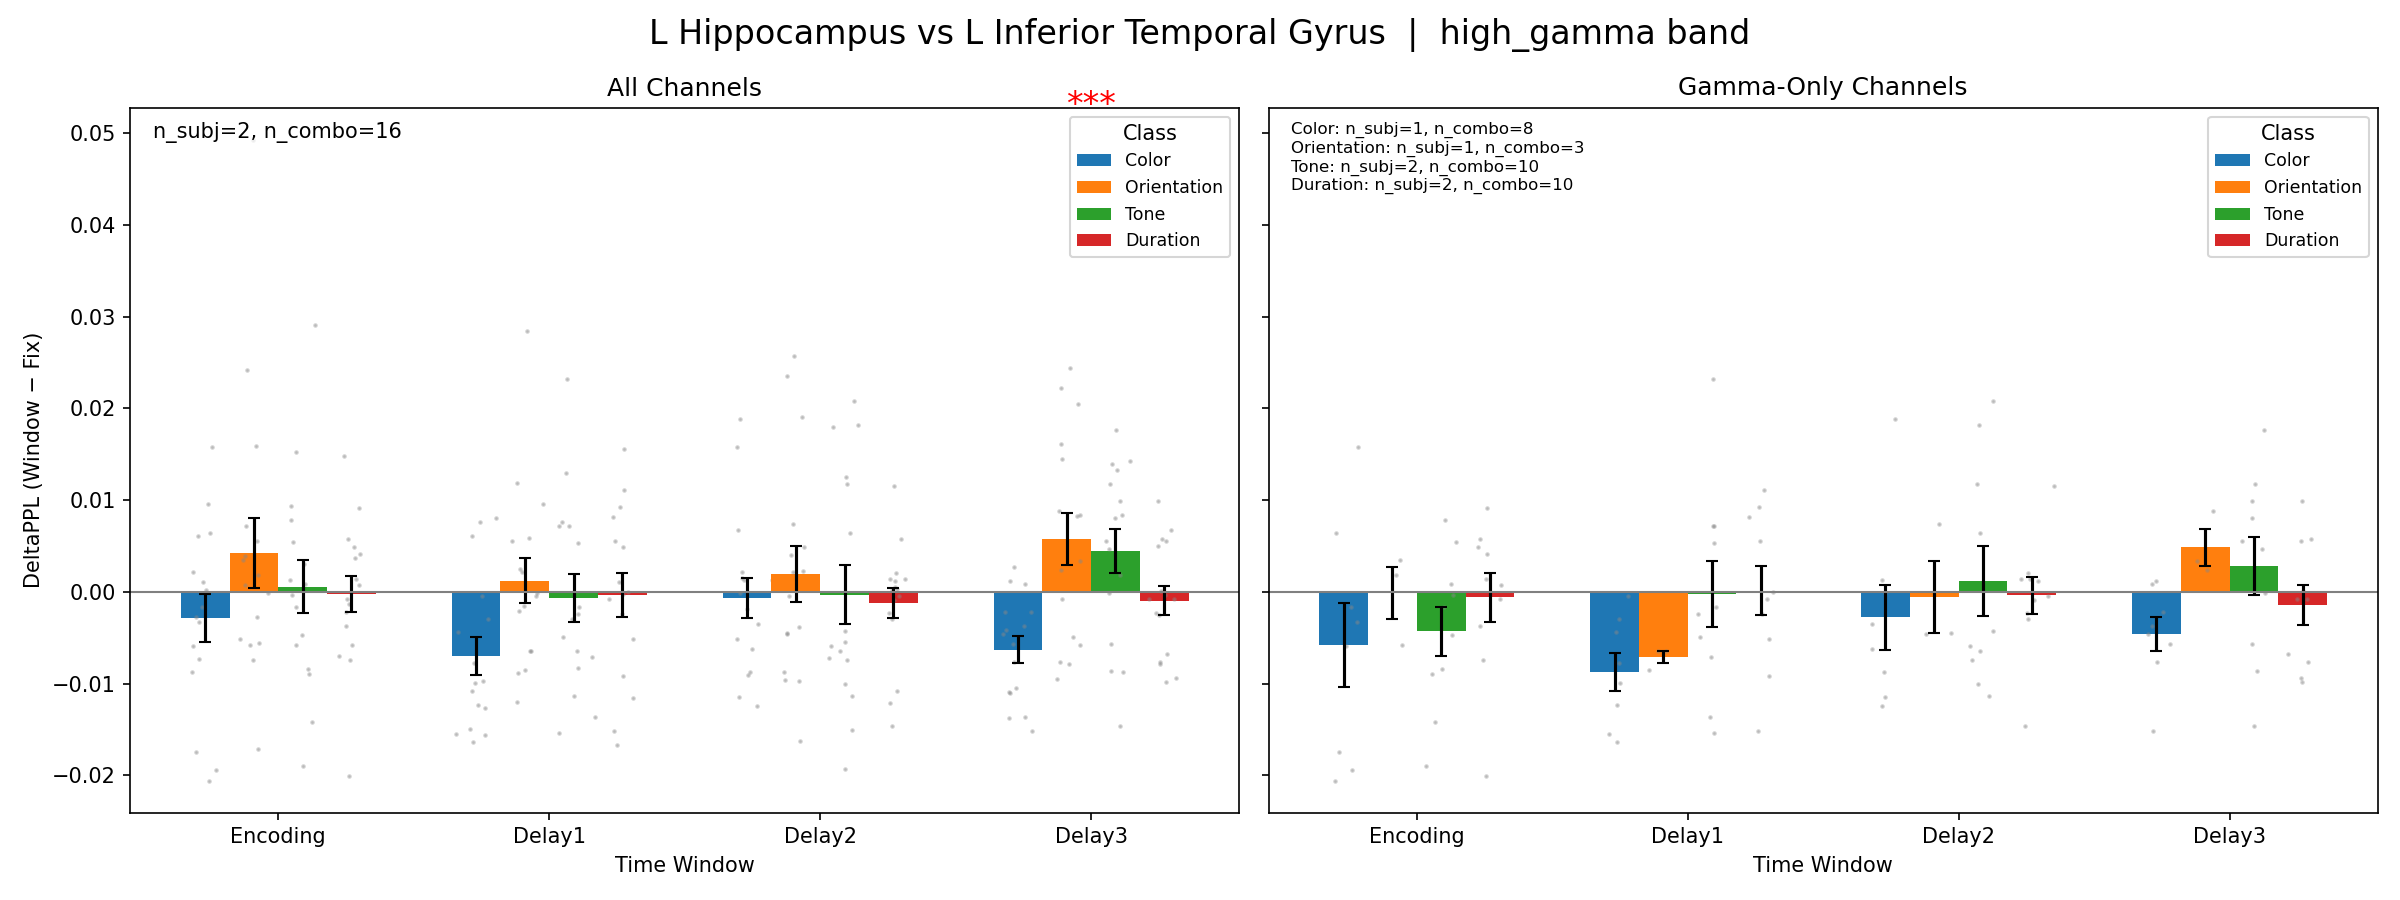 L Hippocampus vs L Inferior Temporal Gyrus | high_gamma band
All Channels
***
n_subj=2, n_combo=16
Class
Color
Orientation
Tone
Duration
DeltaPPL (Window − Fix)
0.05
0.04
0.03
0.02
0.01
0.00
−0.01
−0.02
Encoding
Delay1
Delay2
Delay3
Time Window
Gamma-Only Channels
Color: n_subj=1, n_combo=8
Orientation: n_subj=1, n_combo=3
Tone: n_subj=2, n_combo=10
Duration: n_subj=2, n_combo=10
Class
Color
Orientation
Tone
Duration
Encoding
Delay1
Delay2
Delay3
Time Window